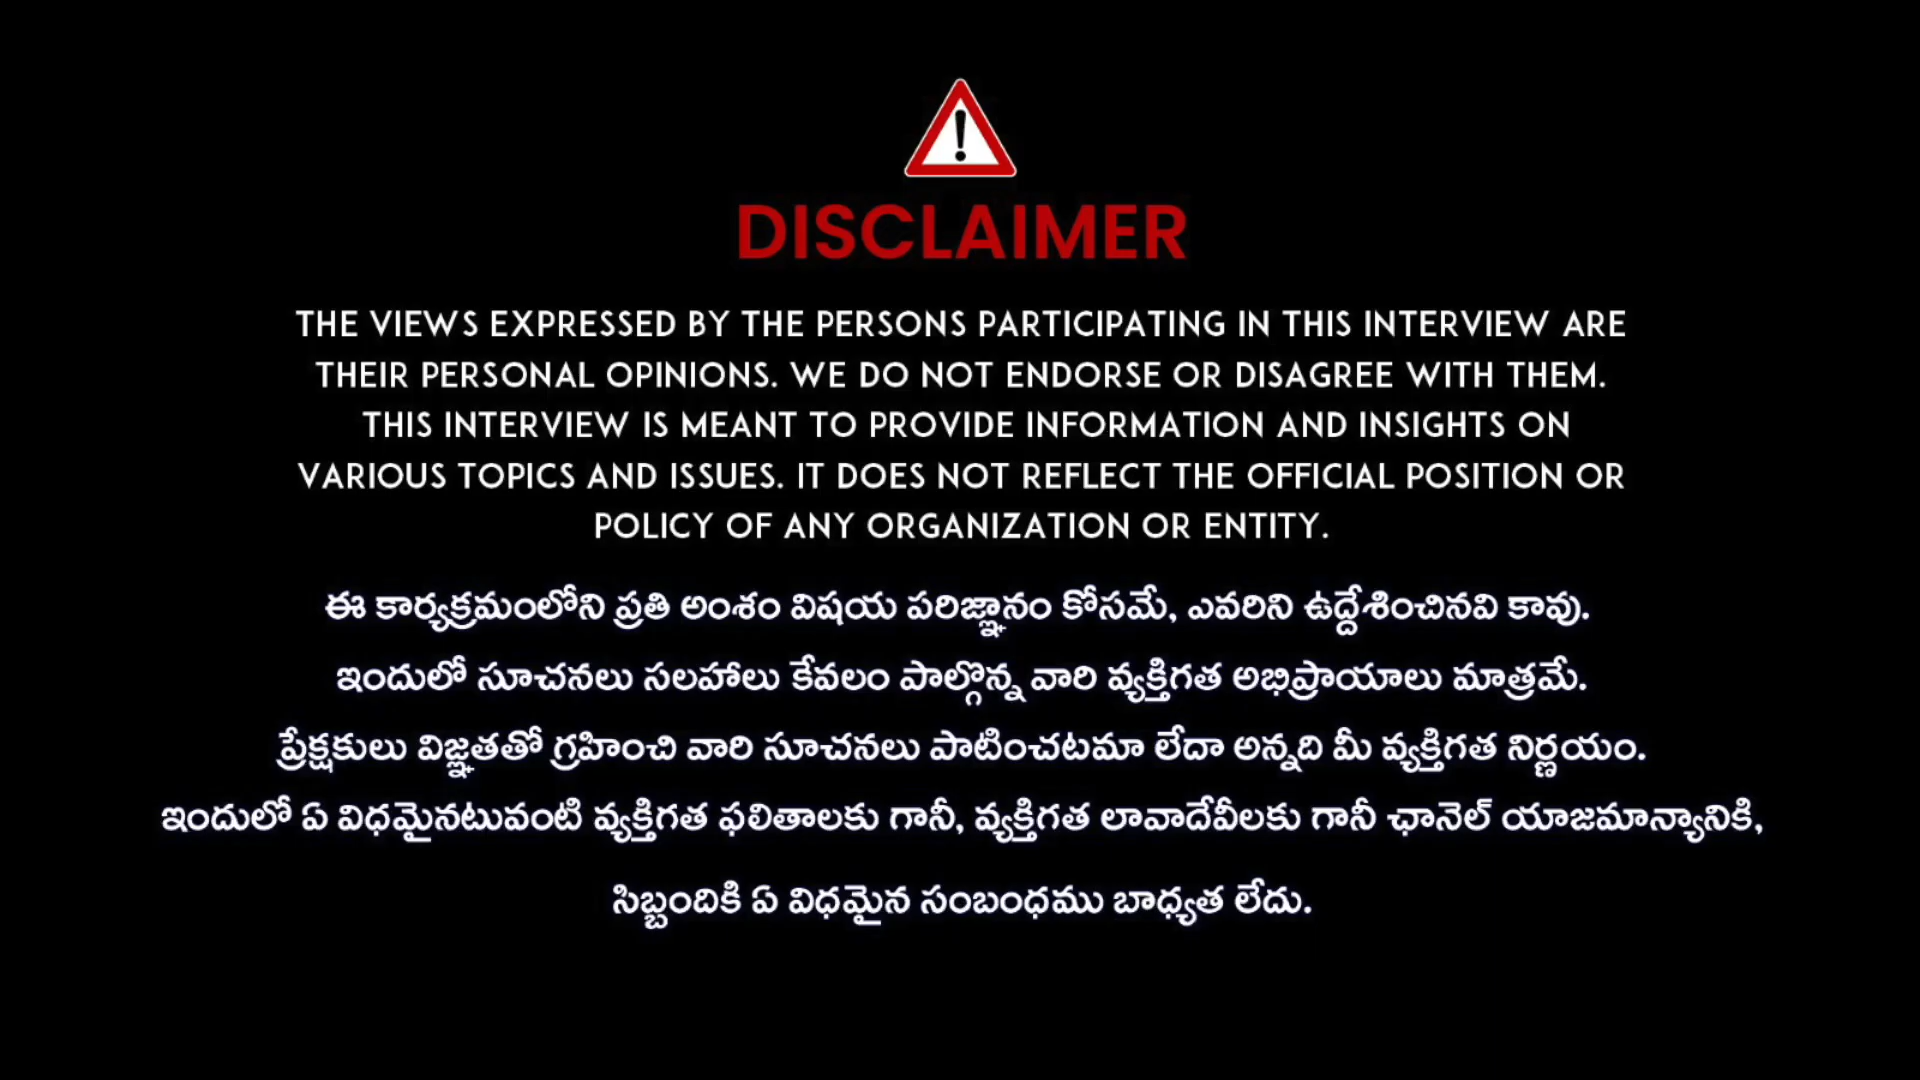 DISCLAIMER
THE VIEWS EXPRESSED BY THE PERSONS PARTICIPATING IN THIS INTERVIEW ARE
THEIR PERSONAL OPINIONS. WE DO NOT ENDORSE OR DISAGREE WITH THEM.
THIS INTERVIEW IS MEANT TO PROVIDE INFORMATION AND INSIGHTS ON
VARIOUS TOPICS AND ISSUES. IT DOES NOT REFLECT THE OFFICIAL POSITION OR
POLICY OF ANY ORGANIZATION OR ENTITY.
ఈ కార్యక్రమంలోని ప్రతి అంశం విషయ పరిజ్ఞానం కోసమే, ఎవరిని ఉద్దేశించినవి కావు.
ఇందులో సూచనలు సలహాలు కేవలం పాల్గొన్న వారి వ్యక్తిగత అభిప్రాయాలు మాత్రమే.
ప్రేక్షకులు విజ్ఞతతో గ్రహించి వారి సూచనలు పాటించటమా లేదా అన్నది మీ వ్యక్తిగత నిర్ణయం.
ఇందులో ఏ విధమైనటువంటి వ్యక్తిగత ఫలితాలకు గానీ, వ్యక్తిగత లావాదేవీలకు గానీ ఛానెల్ యాజమాన్యానికి,
సిబ్బందికి ఏ విధమైన సంబంధము బాధ్యత లేదు.